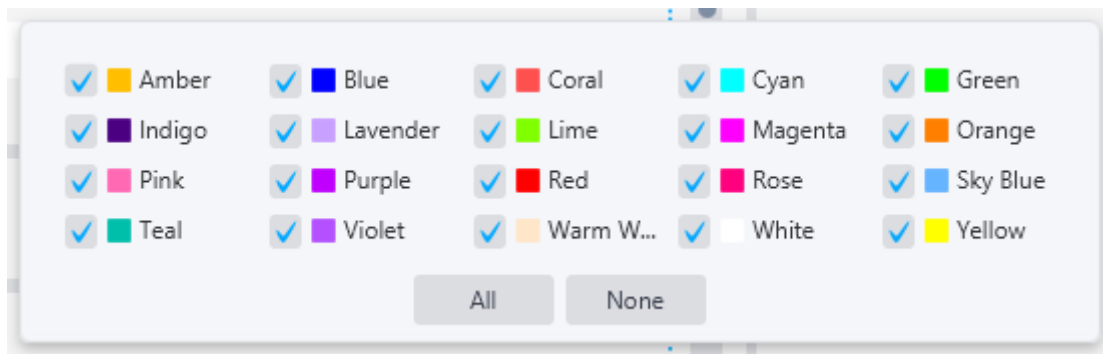 Amber Blue Coral Cyan Green
Indigo Lavender Lime Magenta Orange
Pink Purple Red Rose Sky Blue
Teal Violet Warm W... White Yellow
All None